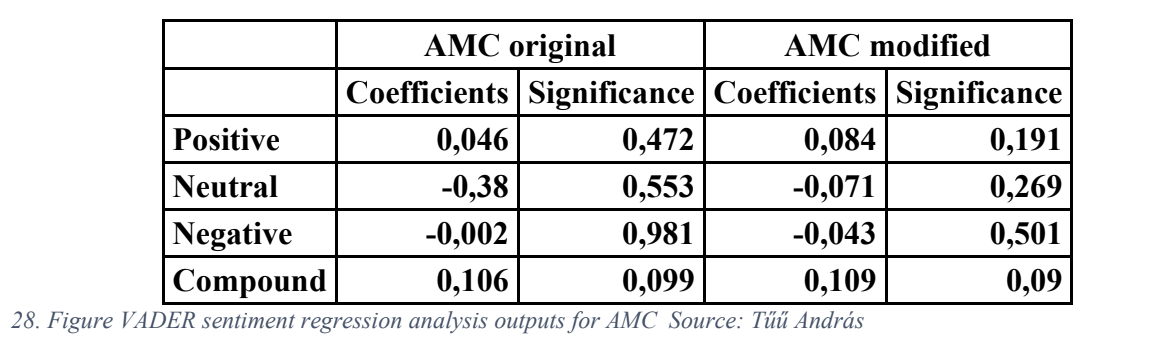 AMC original AMC modified
Coefficients Significance Coefficients Significance
Positive 0,046 0,472 0,084 0,191
Neutral -0,38 0,553 -0,071 0,269
Negative -0,002 0,981 -0,043 0,501
Compound 0,106 0,099 0,109 0,09
28. Figure VADER sentiment regression analysis outputs for AMC  Source: Tűű András